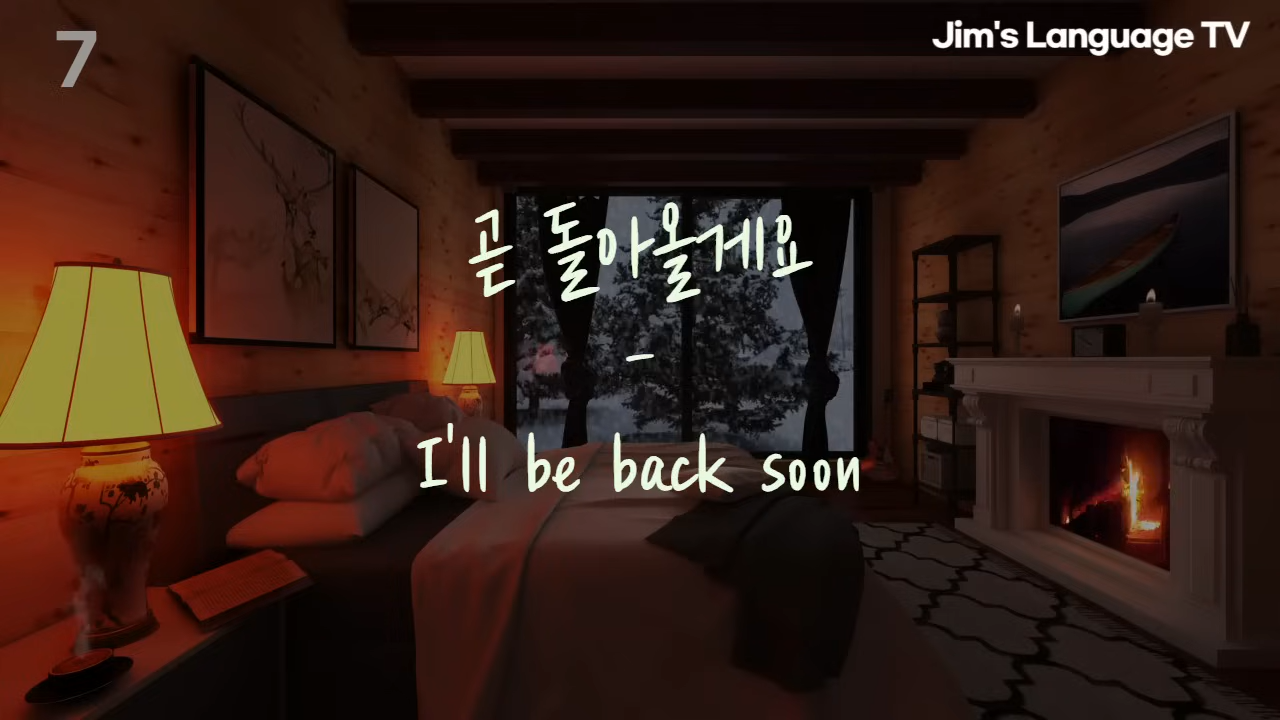 7
Jim's Language TV
곧 돌아올게요
-
I'll be back soon